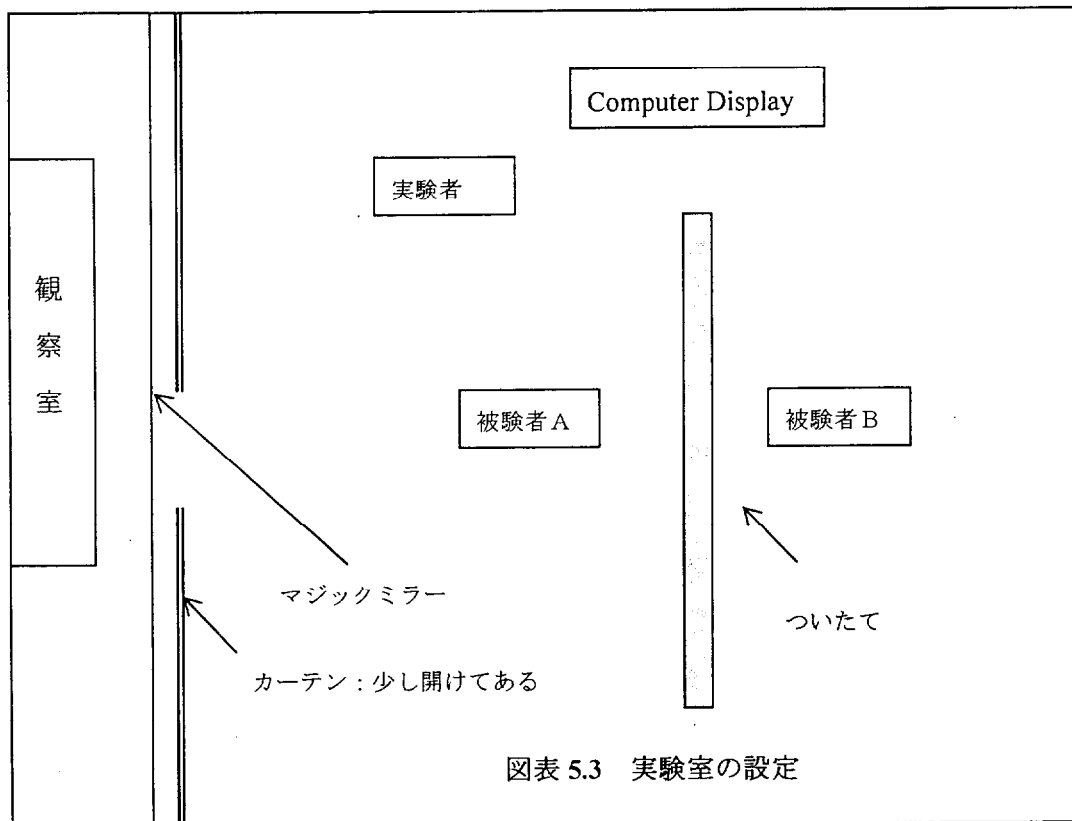 Computer Display
実験者
観察室
被験者A
被験者B
マジックミラー
ついたて
カーテン：少し開けてある
図表 5.3 実験室の設定